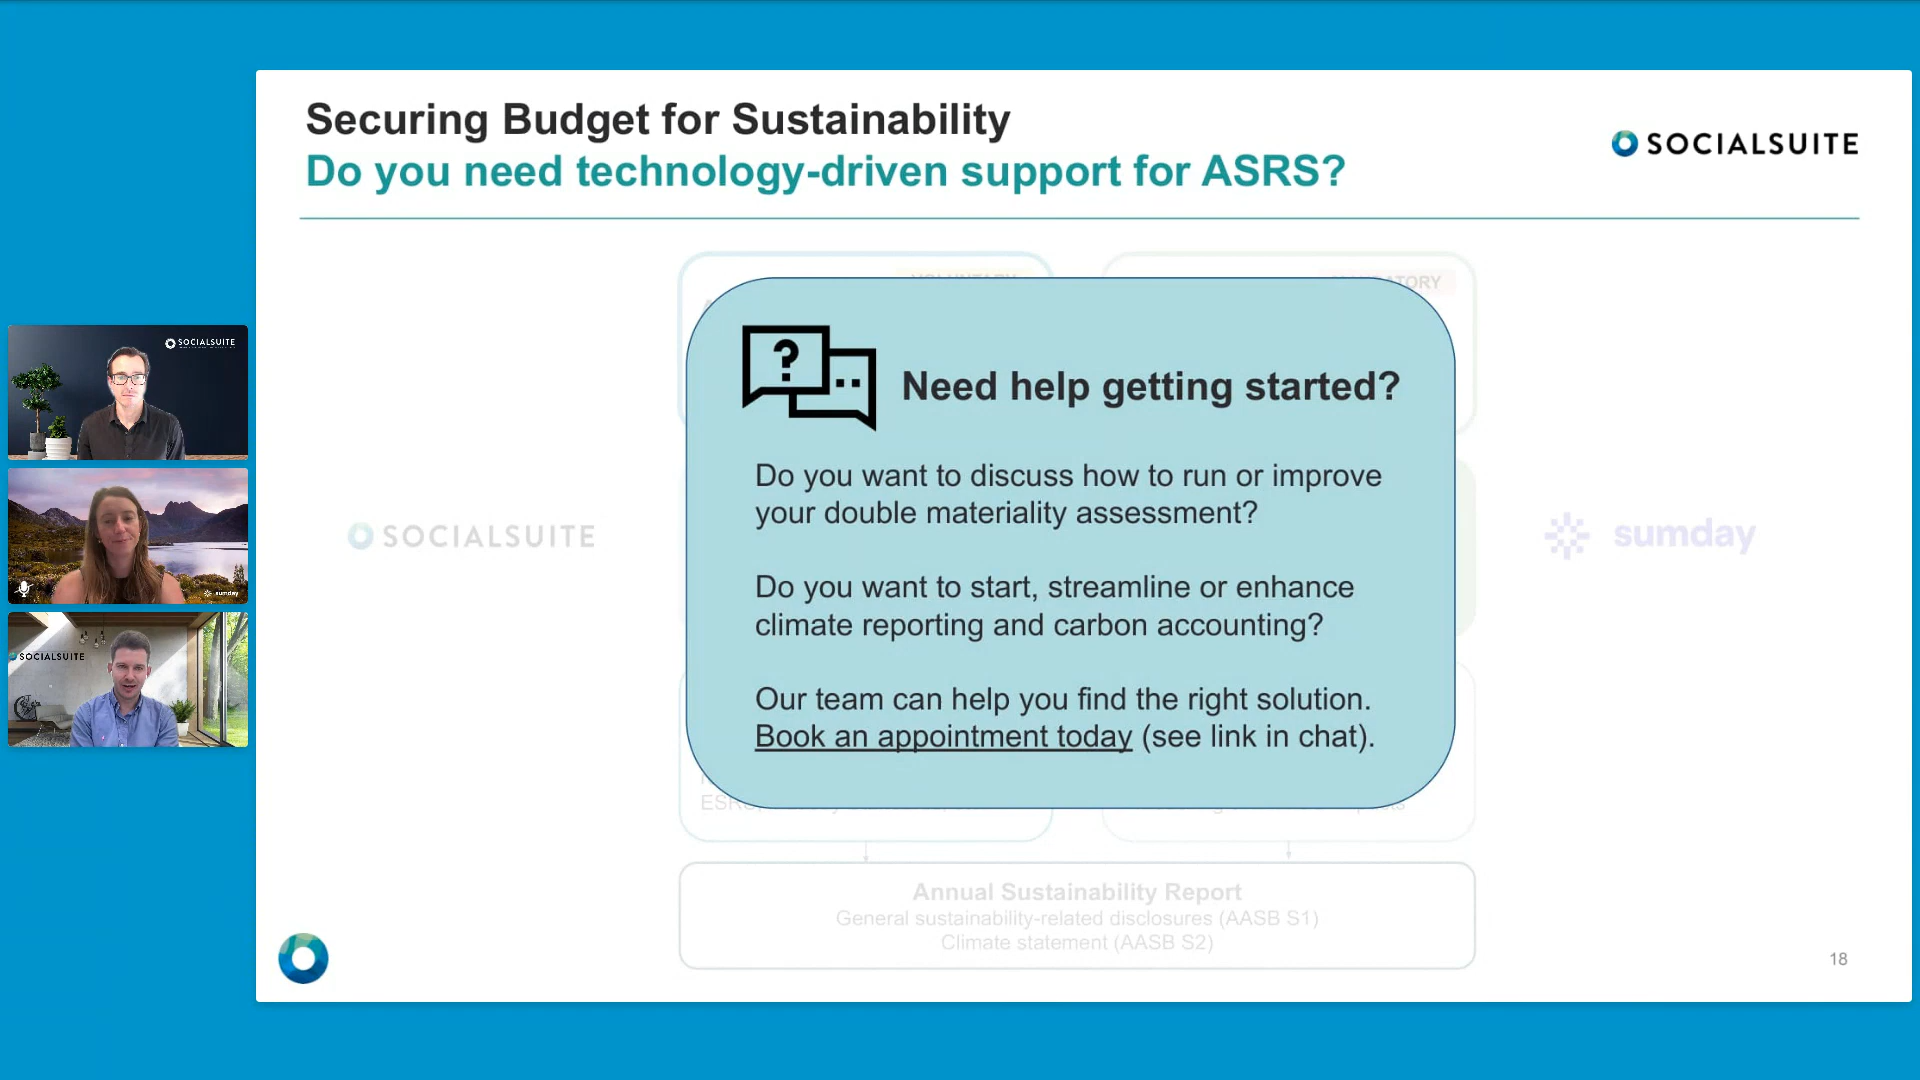 Securing Budget for Sustainability
Do you need technology-driven support for ASRS?
SOCIALSUITE
VOLUNTARY
Need help getting started?
Do you want to discuss how to run or improve
your double materiality assessment?
Do you want to start, streamline or enhance
climate reporting and carbon accounting?
Our team can help you find the right solution.
Book an appointment today (see link in chat).
SOCIALSUITE
sumday
Annual Sustainability Report
General sustainability-related disclosures (AASB S1)
Climate statement (AASB S2)
18
SOCIALSUITE
sumday
SOCIALSUITE